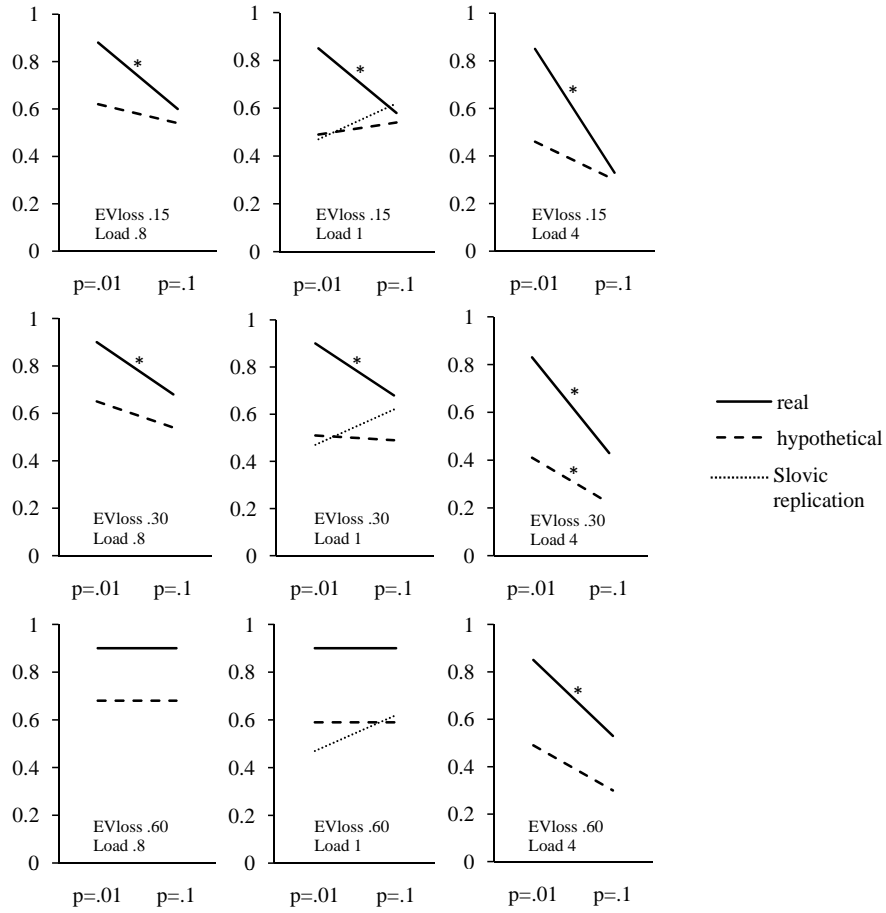 1
0.8
0.6
0.4
0.2
0
*
EVloss .15
Load .8
p=.01 p=.1
1
0.8
0.6
0.4
0.2
0
*
EVloss .15
Load 1
p=.01 p=.1
1
0.8
0.6
0.4
0.2
0
*
EVloss .15
Load 4
p=.01 p=.1
1
0.8
0.6
0.4
0.2
0
*
EVloss .30
Load .8
p=.01 p=.1
1
0.8
0.6
0.4
0.2
0
*
EVloss .30
Load 1
p=.01 p=.1
1
0.8
0.6
0.4
0.2
0
*
*
EVloss .30
Load 4
p=.01 p=.1
real
hypothetical
Slovic
replication
1
0.8
0.6
0.4
0.2
0
EVloss .60
Load .8
p=.01 p=.1
1
0.8
0.6
0.4
0.2
0
EVloss .60
Load 1
p=.01 p=.1
1
0.8
0.6
0.4
0.2
0
*
EVloss .60
Load 4
p=.01 p=.1